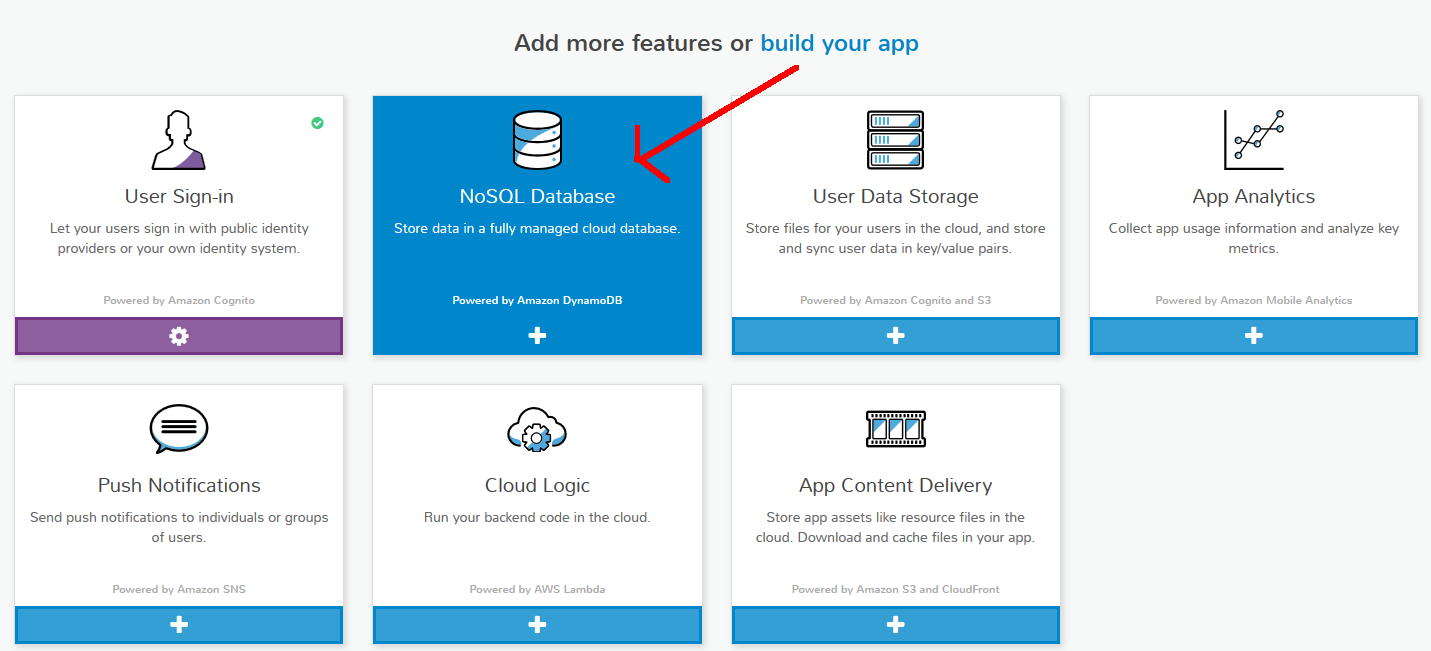 Add more features or build your app
User Sign-in
Let your users sign in with public identity
providers or your own identity system.
Powered by Amazon Cognito
NoSQL Database
Store data in a fully managed cloud database.
Powered by Amazon DynamoDB
User Data Storage
Store files for your users in the cloud, and store
and sync user data in key/value pairs.
Powered by Amazon Cognito and S3
App Analytics
Collect app usage information and analyze key
metrics.
Powered by Amazon Mobile Analytics
Push Notifications
Send push notifications to individuals or groups
of users.
Powered by Amazon SNS
Cloud Logic
Run your backend code in the cloud.
Powered by AWS Lambda
App Content Delivery
Store app assets like resource files in the
cloud. Download and cache files in your app.
Powered by Amazon S3 and CloudFront